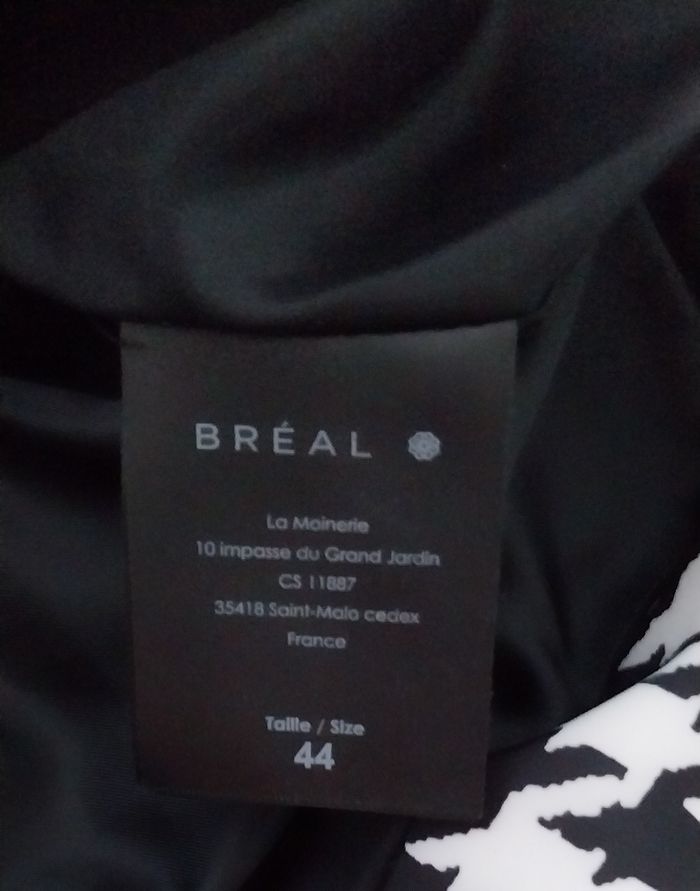 BRÉAL
La Moinerie
10 impasse du Grand Jardin
CS 11887
35418 Saint-Malo cedex
France
Taille / Size
44